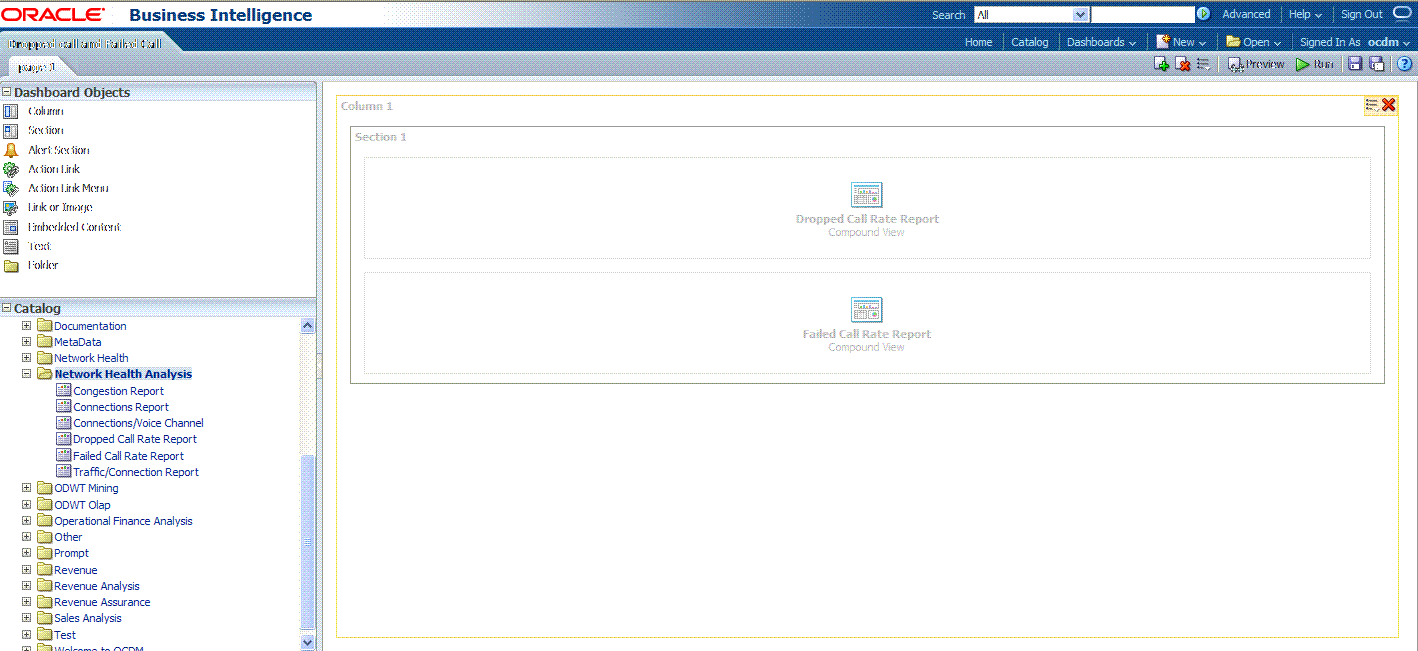 ORACLE Business Intelligence
Search All Advanced Help Sign Out
Dropped call and Failed Call
Home Catalog Dashboards New Open Signed In As ocdm
page 1
Preview Run
Dashboard Objects
Column
Section
Alert Section
Action Link
Action Link Menu
Link or Image
Embedded Content
Text
Folder
Catalog
Documentation
MetaData
Network Health
Network Health Analysis
Congestion Report
Connections Report
Connections/Voice Channel
Dropped Call Rate Report
Failed Call Rate Report
Traffic/Connection Report
ODWT Mining
ODWT Olap
Operational Finance Analysis
Other
Prompt
Revenue
Revenue Analysis
Revenue Assurance
Sales Analysis
Test
Welcome to OCDM
Column 1
Section 1
Dropped Call Rate Report
Compound View
Failed Call Rate Report
Compound View